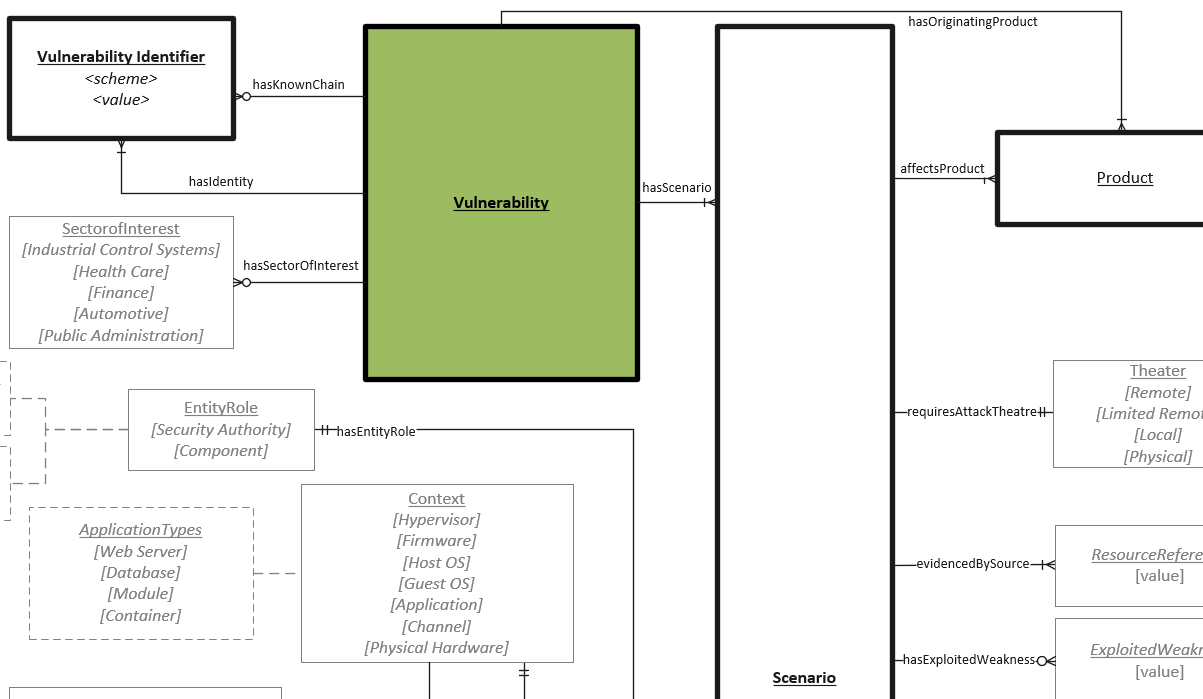 hasOriginatingProduct
Vulnerability Identifier
<scheme>
<value>
hasKnownChain
hasIdentity
Vulnerability
hasScenario
affectsProduct
Product
SectorofInterest
[Industrial Control Systems]
[Health Care]
[Finance]
[Automotive]
[Public Administration]
hasSectorOfInterest
EntityRole
[Security Authority]
[Component]
hasEntityRole
Theater
[Remote]
[Limited Remot
[Local]
[Physical]
requiresAttackTheatre
ApplicationTypes
[Web Server]
[Database]
[Module]
[Container]
Context
[Hypervisor]
[Firmware]
[Host OS]
[Guest OS]
[Application]
[Channel]
[Physical Hardware]
evidencedBySource
ResourceRefere
[value]
hasExploitedWeakness
ExploitedWeakn
[value]
Scenario